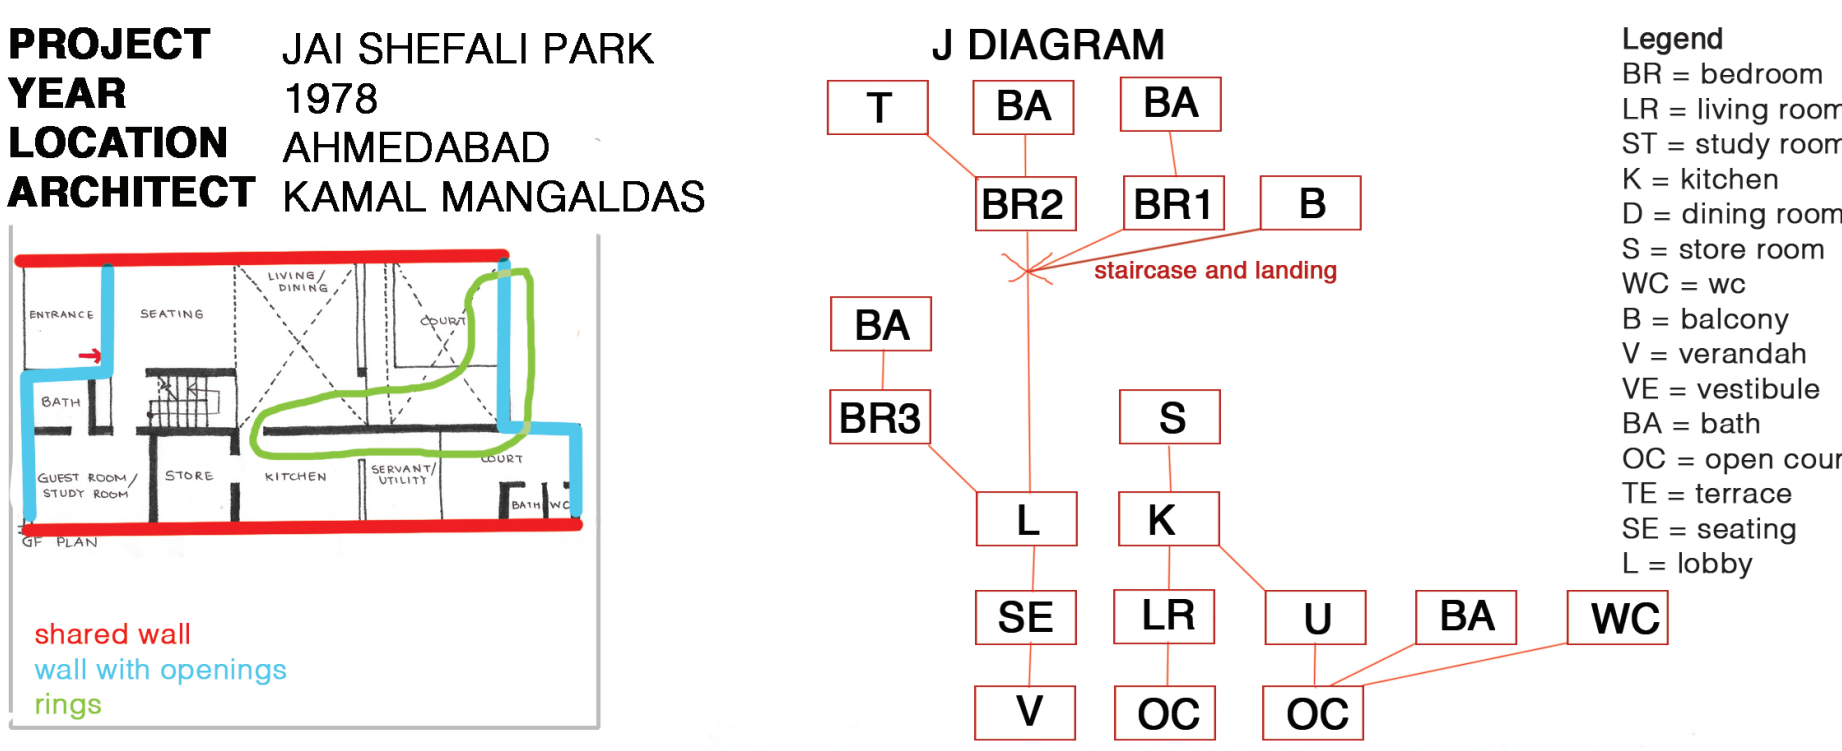 PROJECT JAI SHEFALI PARK
YEAR 1978
LOCATION AHMEDABAD
ARCHITECT KAMAL MANGALDAS
LIVING/
DINING
ENTRANCE
SEATING
COURT
BATH
GUEST ROOM/
STUDY ROOM
STORE
KITCHEN
SERVANT/
UTILITY
COURT
BATH
WC
GF PLAN
shared wall
wall with openings
rings
J DIAGRAM
T
BA
BA
BR2
BR1
B
staircase and landing
BA
BR3
S
L
K
SE
LR
U
BA
WC
V
OC
OC
Legend
BR = bedroom
LR = living room
ST = study room
K = kitchen
D = dining room
S = store room
WC = wc
B = balcony
V = verandah
VE = vestibule
BA = bath
OC = open cour
TE = terrace
SE = seating
L = lobby